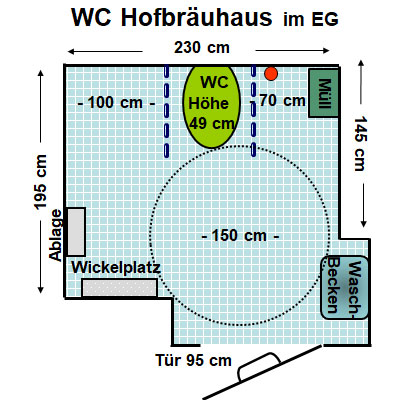 WC Hofbräuhaus im EG
230 cm
- 100 cm -
WC
Höhe
49 cm
- 70 cm
Müll
195 cm
145 cm
Ablage
- 150 cm -
Wickelplatz
Wasch-
Becken
Tür 95 cm